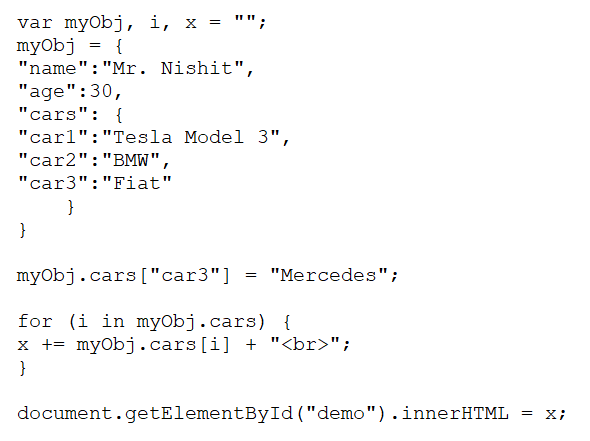 var myObj, i, x = "";
myObj = {
"name":"Mr. Nishit",
"age":30,
"cars": {
"car1":"Tesla Model 3",
"car2":"BMW",
"car3":"Fiat"
    }
}

myObj.cars["car3"] = "Mercedes";

for (i in myObj.cars) {
x += myObj.cars[i] + "<br>";
}

document.getElementById("demo").innerHTML = x;